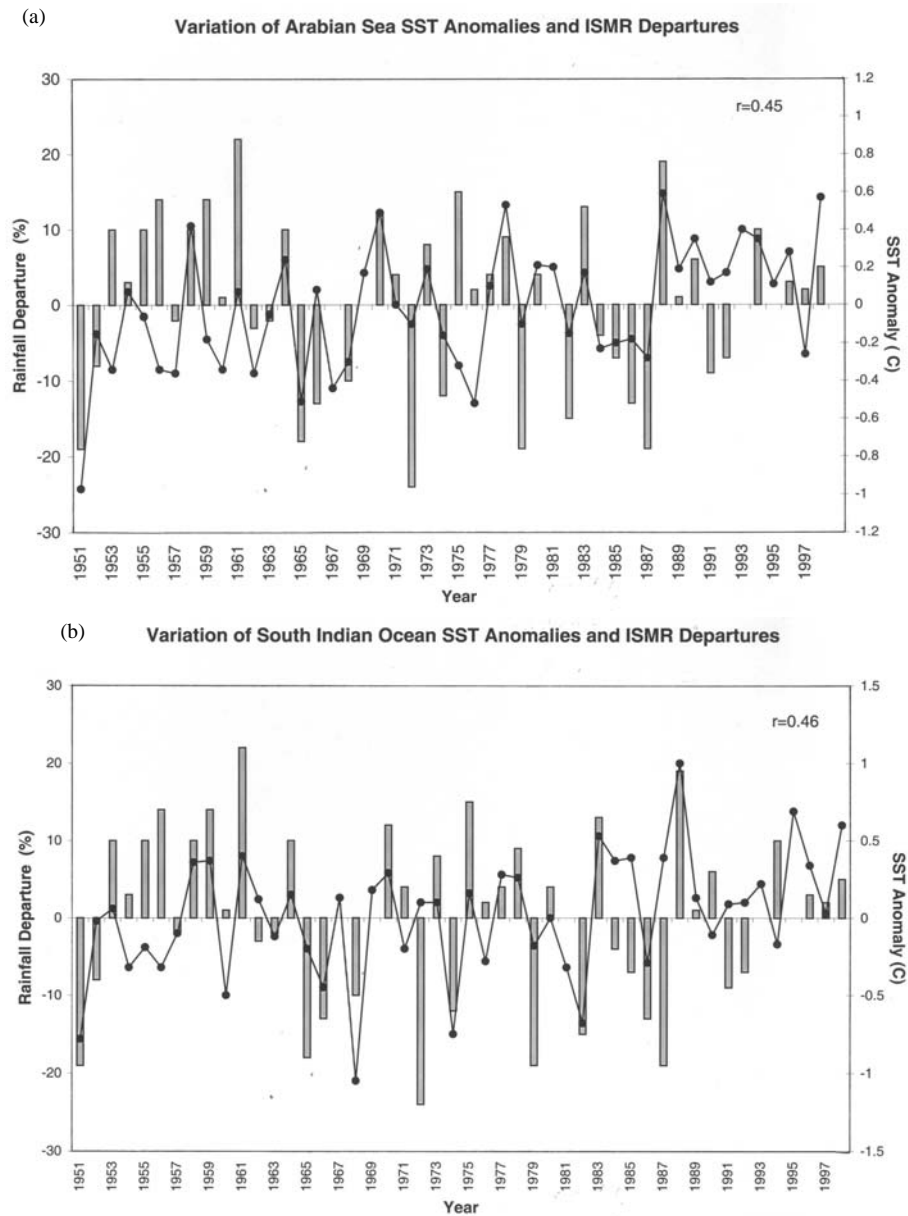 (a)
Variation of Arabian Sea SST Anomalies and ISMR Departures
r=0.45
Rainfall Departure (%)
30
20
10
0
-10
-20
-30
SST Anomaly ( C)
1.2
1
0.8
0.6
0.4
0.2
0
-0.2
-0.4
-0.6
-0.8
-1
-1.2
1951 1953 1955 1957 1959 1961 1963 1965 1967 1969 1971 1973 1975 1977 1979 1981 1983 1985 1987 1989 1991 1993 1995 1997
Year
(b)
Variation of South Indian Ocean SST Anomalies and ISMR Departures
r=0.46
Rainfall Departure (%)
30
20
10
0
-10
-20
-30
SST Anomaly (C)
1.5
1
0.5
0
-0.5
-1
-1.5
1951 1953 1955 1957 1959 1961 1963 1965 1967 1969 1971 1973 1975 1977 1979 1981 1983 1985 1987 1989 1991 1993 1995 1997
Year